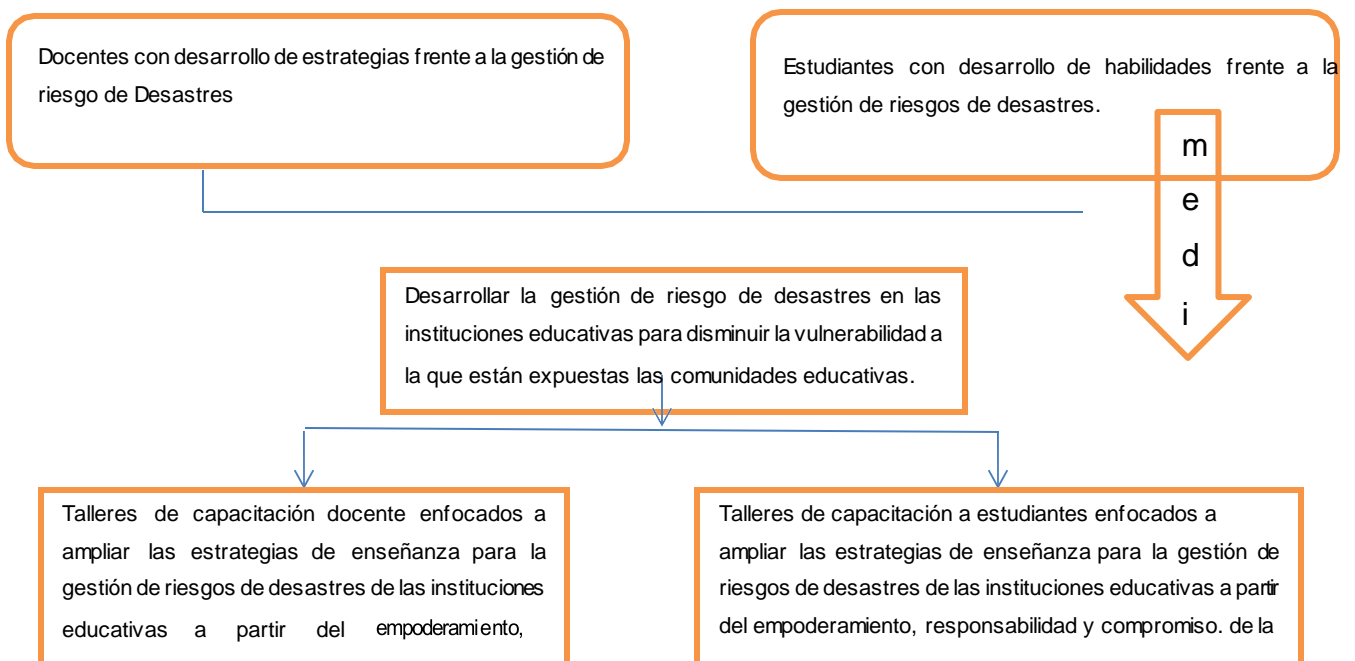 Docentes con desarrollo de estrategias frente a la gestión de
riesgo de Desastres
Estudiantes con desarrollo de habilidades frente a la
gestión de riesgos de desastres.
m
e
d
i
Desarrollar la gestión de riesgo de desastres en las
instituciones educativas para disminuir la vulnerabilidad a
la que están expuestas las comunidades educativas.
Talleres de capacitación docente enfocados a
ampliar las estrategias de enseñanza para la
gestión de riesgos de desastres de las instituciones
educativas a partir del empoderamiento,
Talleres de capacitación a estudiantes enfocados a
ampliar las estrategias de enseñanza para la gestión de
riesgos de desastres de las instituciones educativas a partir
del empoderamiento, responsabilidad y compromiso. de la